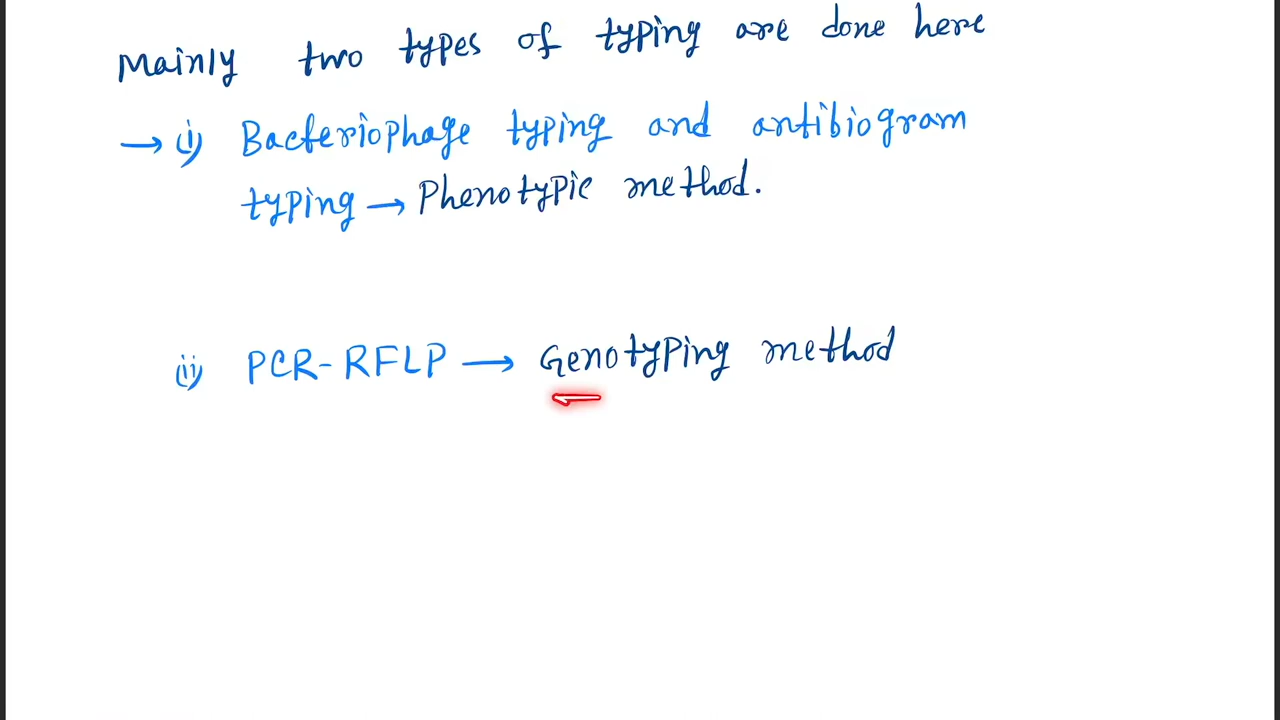 Mainly two types of typing are done here
→ (i) Bacteriophage typing and antibiogram
typing → Phenotypic method.
(ii) PCR-RFLP → Genotyping method